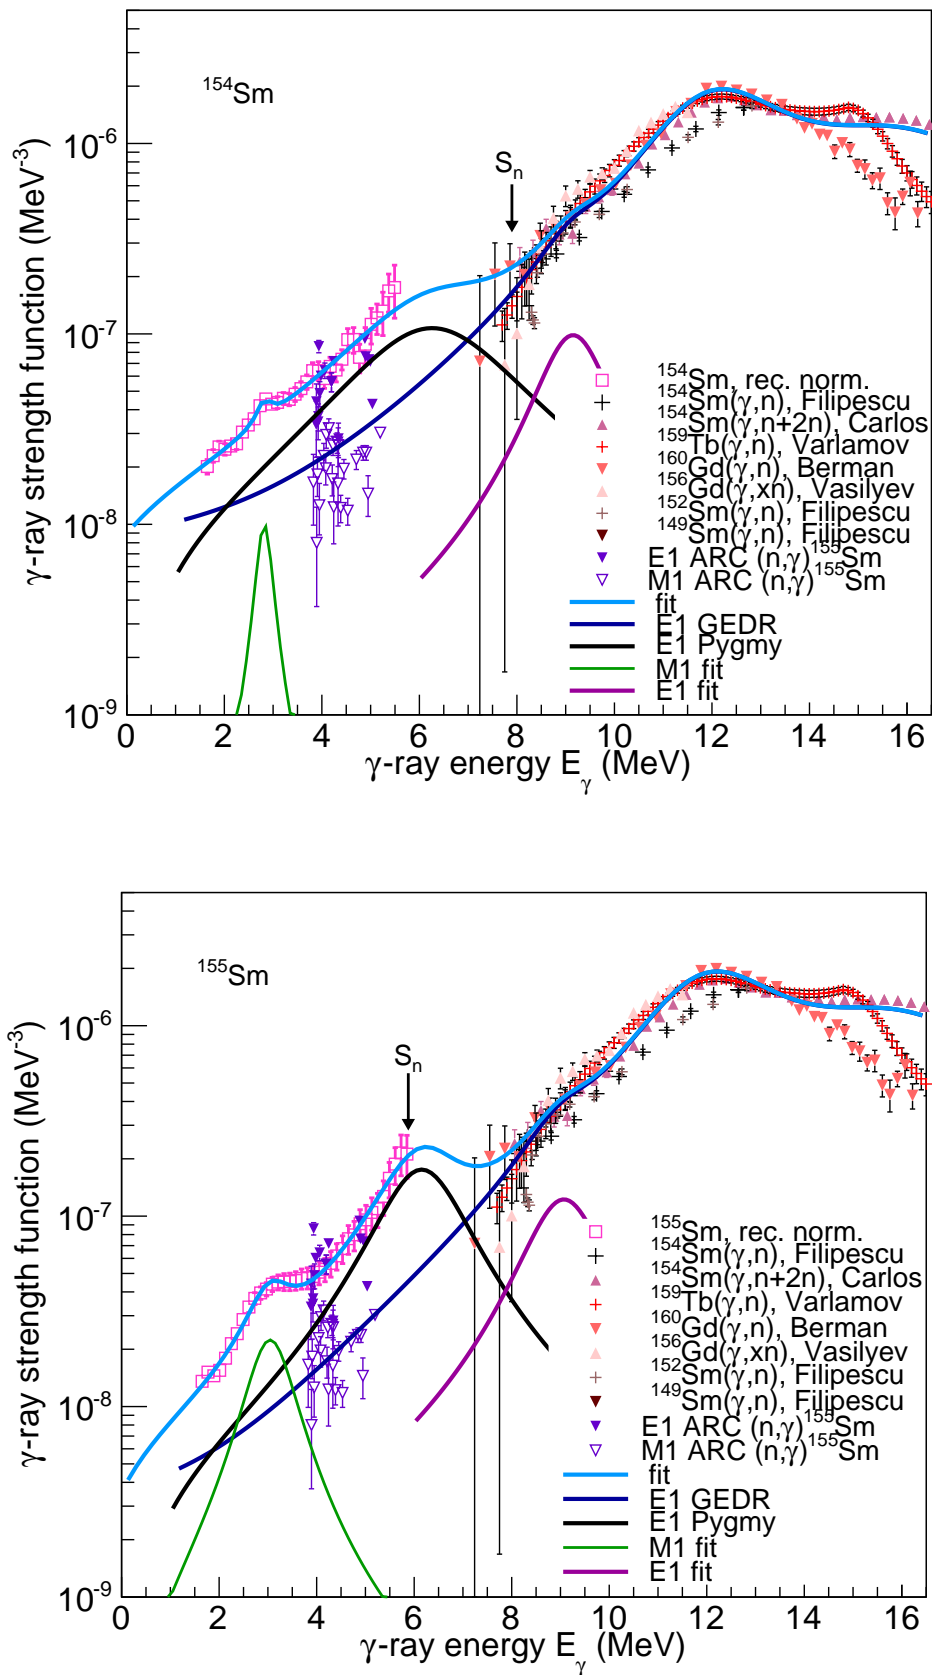 ¹⁵⁴Sm
Sₙ
γ-ray strength function (MeV⁻³)
10⁻⁶
10⁻⁷
10⁻⁸
10⁻⁹
¹⁵⁴Sm, rec. norm.
¹⁵⁴Sm(γ,n), Filipescu
¹⁵⁴Sm(γ,n+2n), Carlos
¹⁵⁹Tb(γ,n), Varlamov
¹⁶⁰Gd(γ,n), Berman
¹⁵⁶Gd(γ,xn), Vasilyev
¹⁵²Sm(γ,n), Filipescu
¹⁴⁹Sm(γ,n), Filipescu
E1 ARC (n,γ)¹⁵⁵Sm
M1 ARC (n,γ)¹⁵⁵Sm
fit
E1 GEDR
E1 Pygmy
M1 fit
E1 fit
0 2 4 6 8 10 12 14 16
γ-ray energy E_γ (MeV)
¹⁵⁵Sm
Sₙ
γ-ray strength function (MeV⁻³)
10⁻⁶
10⁻⁷
10⁻⁸
10⁻⁹
¹⁵⁵Sm, rec. norm.
¹⁵⁴Sm(γ,n), Filipescu
¹⁵⁴Sm(γ,n+2n), Carlos
¹⁵⁹Tb(γ,n), Varlamov
¹⁶⁰Gd(γ,n), Berman
¹⁵⁶Gd(γ,xn), Vasilyev
¹⁵²Sm(γ,n), Filipescu
¹⁴⁹Sm(γ,n), Filipescu
E1 ARC (n,γ)¹⁵⁵Sm
M1 ARC (n,γ)¹⁵⁵Sm
fit
E1 GEDR
E1 Pygmy
M1 fit
E1 fit
0 2 4 6 8 10 12 14 16
γ-ray energy E_γ (MeV)